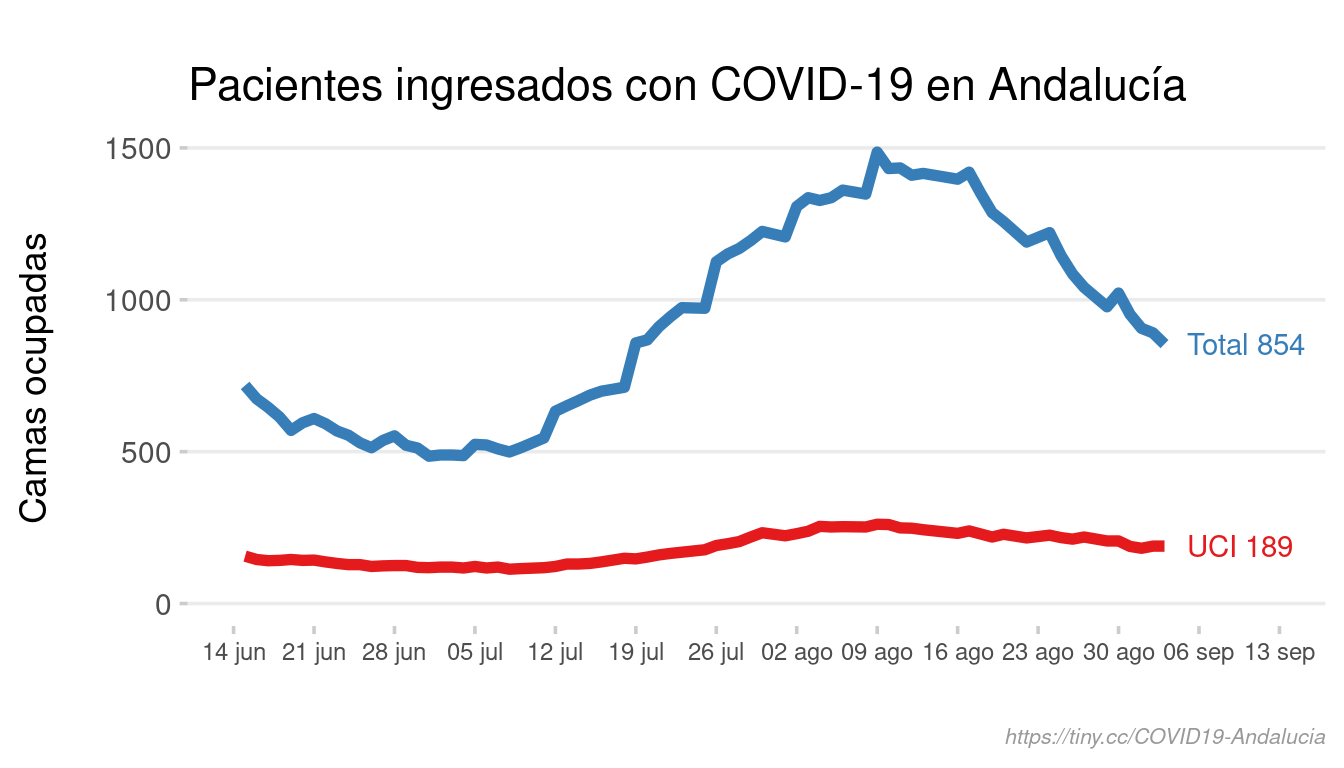 Pacientes ingresados con COVID-19 en Andalucía
Camas ocupadas
1500
1000
500
0
Total 854
UCI 189
14 jun 21 jun 28 jun 05 jul 12 jul 19 jul 26 jul 02 ago 09 ago 16 ago 23 ago 30 ago 06 sep 13 sep
https://tiny.cc/COVID19-Andalucia